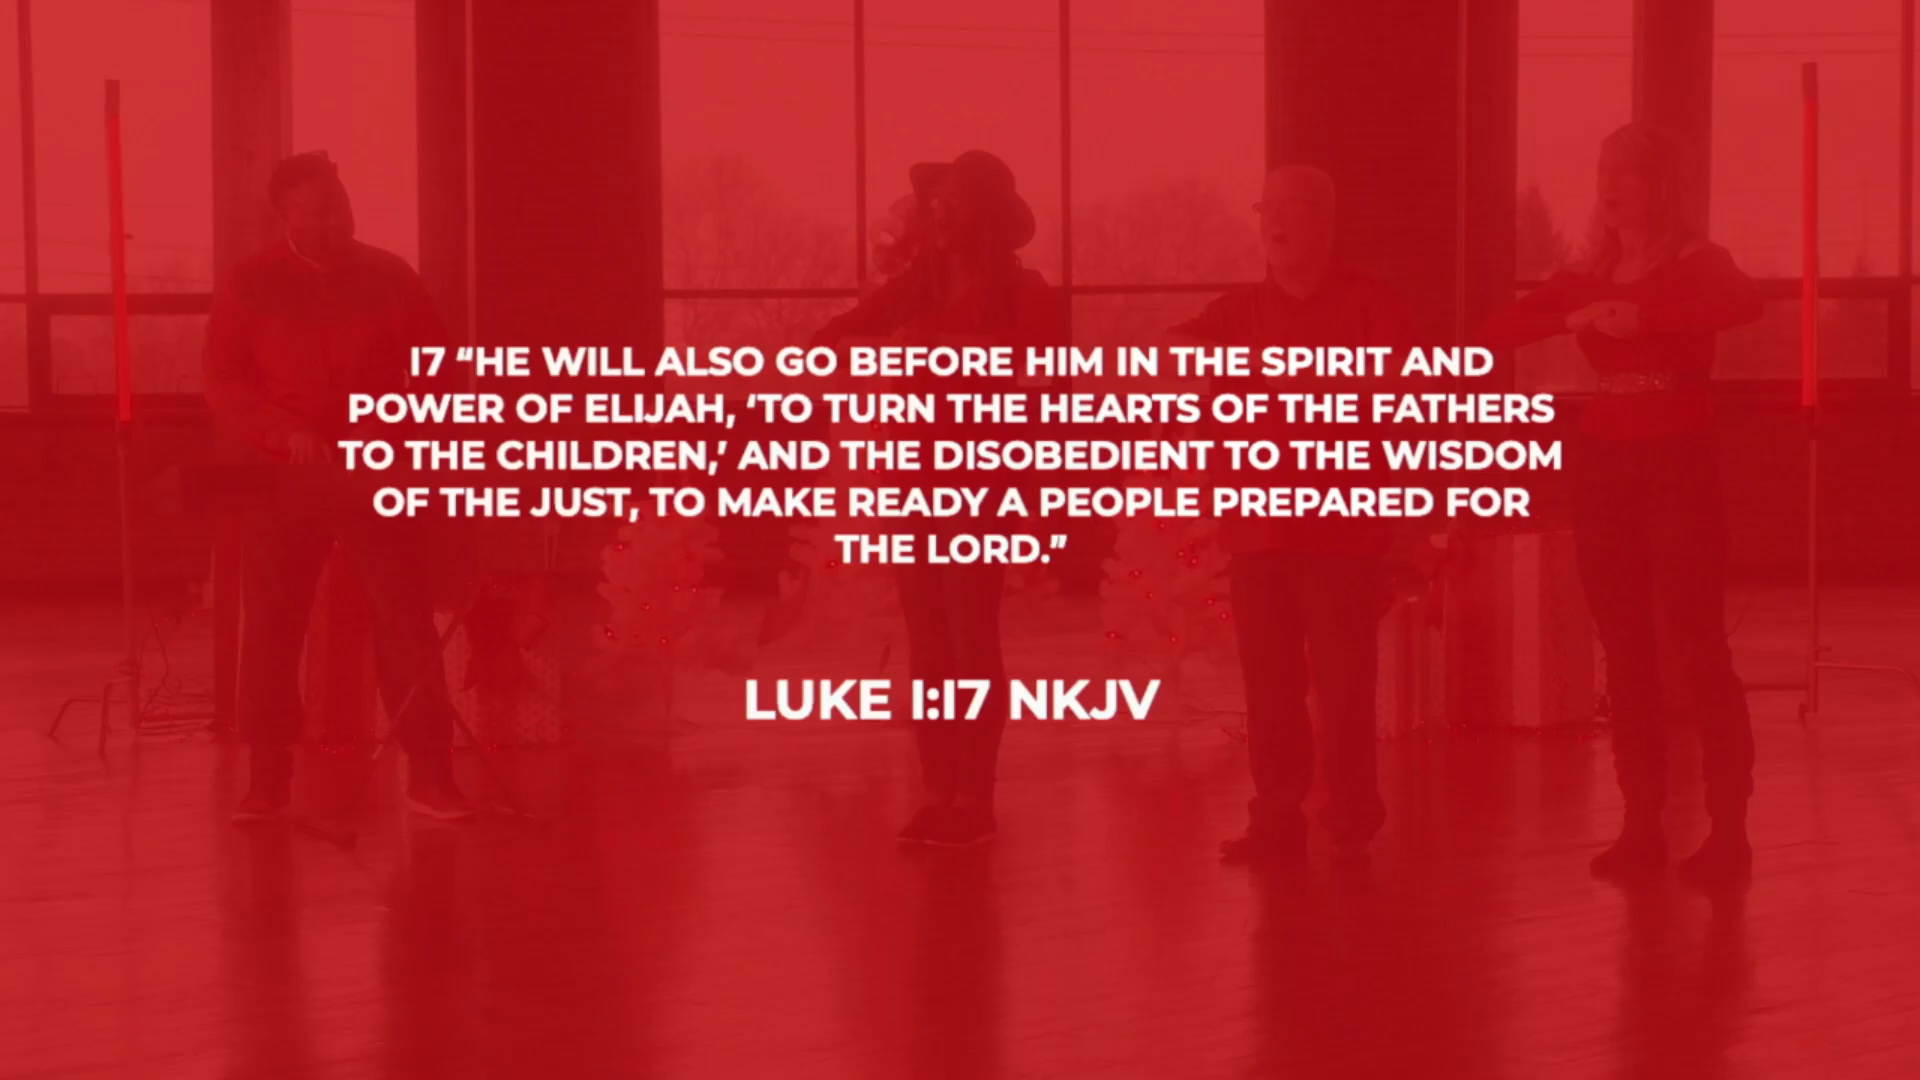 17 “HE WILL ALSO GO BEFORE HIM IN THE SPIRIT AND
POWER OF ELIJAH, ‘TO TURN THE HEARTS OF THE FATHERS
TO THE CHILDREN,’ AND THE DISOBEDIENT TO THE WISDOM
OF THE JUST, TO MAKE READY A PEOPLE PREPARED FOR
THE LORD.”
LUKE 1:17 NKJV